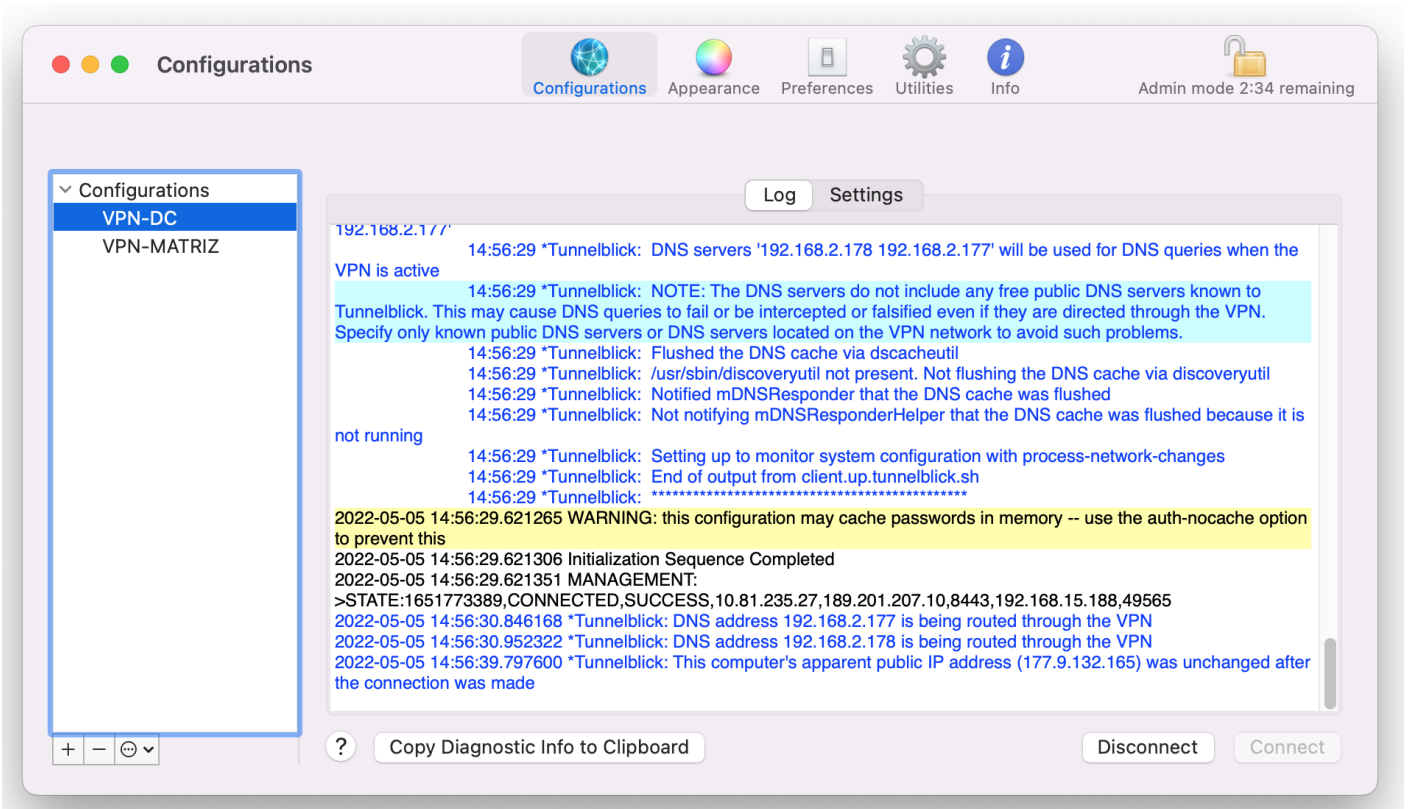 Configurations
Configurations
Appearance
Preferences
Utilities
Info
Admin mode 2:34 remaining
Configurations
VPN-DC
VPN-MATRIZ
Log
Settings
192.168.2.177'
14:56:29 *Tunnelblick:  DNS servers '192.168.2.178 192.168.2.177' will be used for DNS queries when the
VPN is active
14:56:29 *Tunnelblick:  NOTE: The DNS servers do not include any free public DNS servers known to
Tunnelblick. This may cause DNS queries to fail or be intercepted or falsified even if they are directed through the VPN.
Specify only known public DNS servers or DNS servers located on the VPN network to avoid such problems.
14:56:29 *Tunnelblick:  Flushed the DNS cache via dscacheutil
14:56:29 *Tunnelblick:  /usr/sbin/discoveryutil not present. Not flushing the DNS cache via discoveryutil
14:56:29 *Tunnelblick:  Notified mDNSResponder that the DNS cache was flushed
14:56:29 *Tunnelblick:  Not notifying mDNSResponderHelper that the DNS cache was flushed because it is
not running
14:56:29 *Tunnelblick:  Setting up to monitor system configuration with process-network-changes
14:56:29 *Tunnelblick:  End of output from client.up.tunnelblick.sh
14:56:29 *Tunnelblick:  **********************************************
2022-05-05 14:56:29.621265 WARNING: this configuration may cache passwords in memory -- use the auth-nocache option
to prevent this
2022-05-05 14:56:29.621306 Initialization Sequence Completed
2022-05-05 14:56:29.621351 MANAGEMENT:
>STATE:1651773389,CONNECTED,SUCCESS,10.81.235.27,189.201.207.10,8443,192.168.15.188,49565
2022-05-05 14:56:30.846168 *Tunnelblick: DNS address 192.168.2.177 is being routed through the VPN
2022-05-05 14:56:30.952322 *Tunnelblick: DNS address 192.168.2.178 is being routed through the VPN
2022-05-05 14:56:39.797600 *Tunnelblick: This computer's apparent public IP address (177.9.132.165) was unchanged after
the connection was made
?
Copy Diagnostic Info to Clipboard
Disconnect
Connect